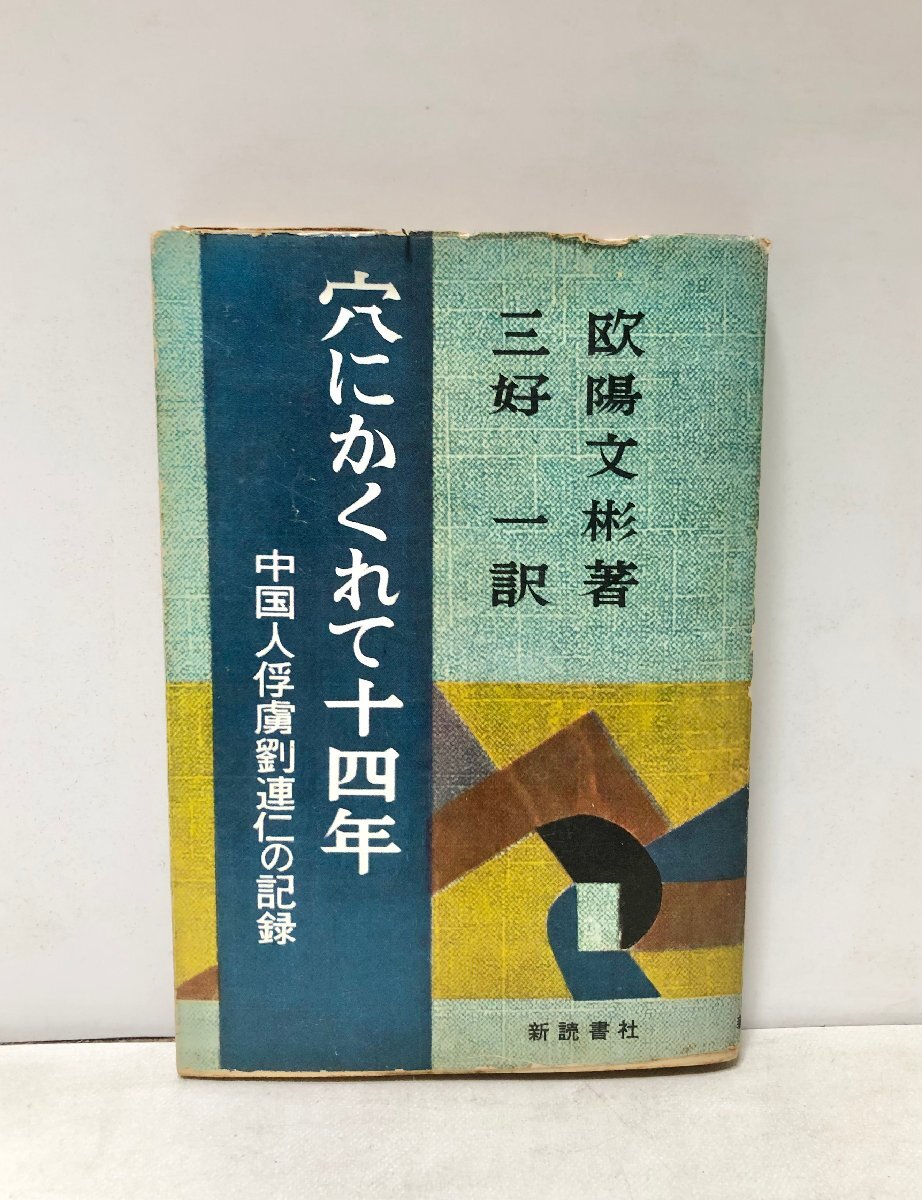 欧陽文彬著
三好 一訳
穴にかくれて十四年
中国人俘虜劉連仁の記録
新読書社